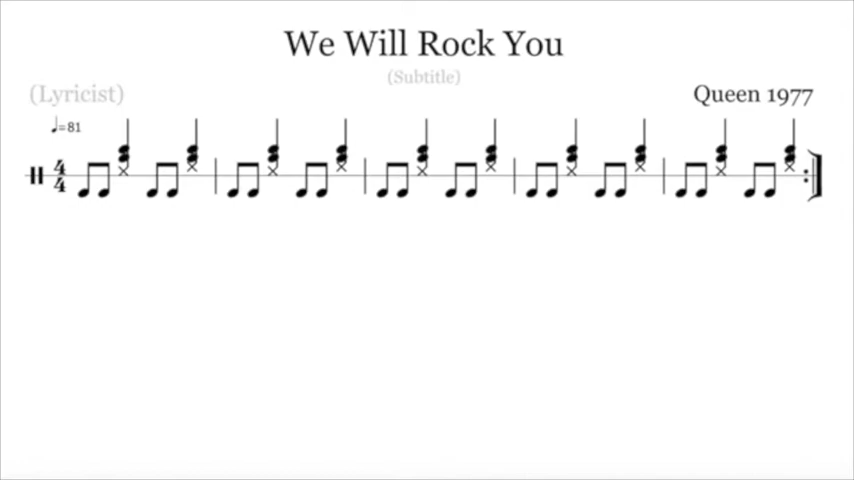 We Will Rock You
(Subtitle)
(Lyricist)
Queen 1977
♩=81
4
4